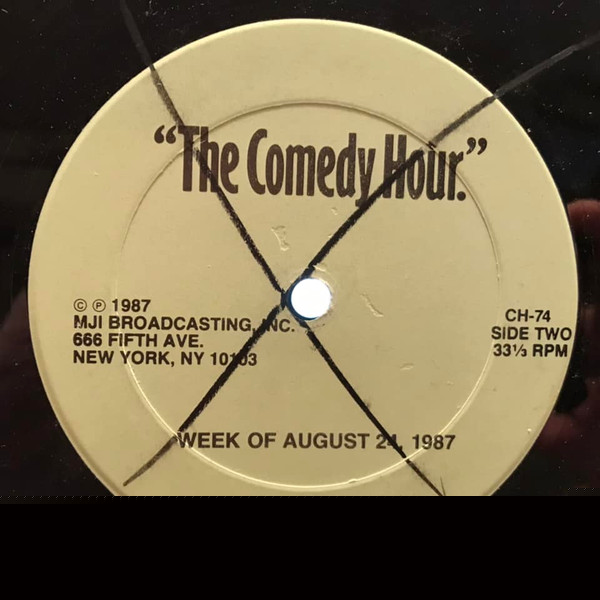 “The Comedy Hour.”
© ℗ 1987
MJI BROADCASTING, INC.
666 FIFTH AVE.
NEW YORK, NY 10103
CH-74
SIDE TWO
33⅓ RPM
WEEK OF AUGUST 24, 1987